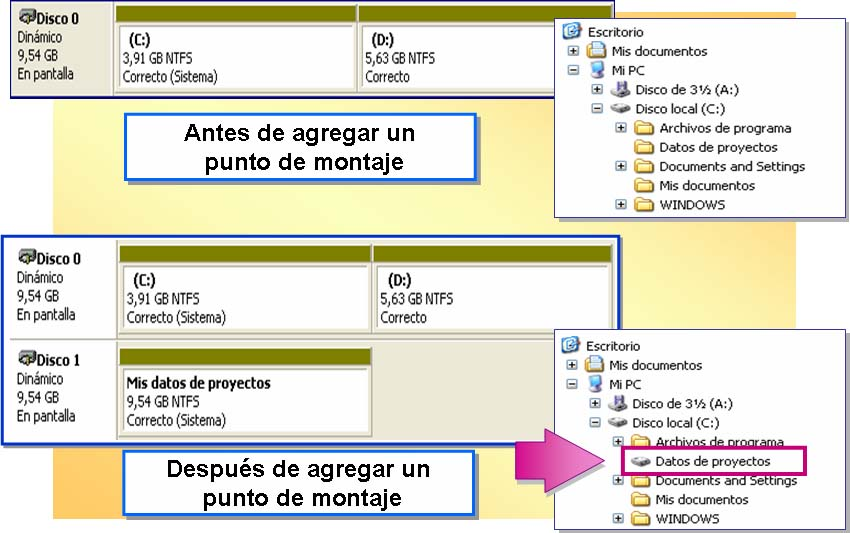 Disco 0
Dinámico
9,54 GB
En pantalla
(C:)
3,91 GB NTFS
Correcto (Sistema)
(D:)
5,63 GB NTFS
Correcto
Escritorio
Mis documentos
Mi PC
Disco de 3½ (A:)
Disco local (C:)
Archivos de programa
Datos de proyectos
Documents and Settings
Mis documentos
WINDOWS
Antes de agregar un
punto de montaje
Disco 0
Dinámico
9,54 GB
En pantalla
(C:)
3,91 GB NTFS
Correcto (Sistema)
(D:)
5,63 GB NTFS
Correcto
Disco 1
Dinámico
9,54 GB
En pantalla
Mis datos de proyectos
9,54 GB NTFS
Correcto (Sistema)
Escritorio
Mis documentos
Mi PC
Disco de 3½ (A:)
Disco local (C:)
Archivos de programa
Datos de proyectos
Documents and Settings
Mis documentos
WINDOWS
Después de agregar un
punto de montaje